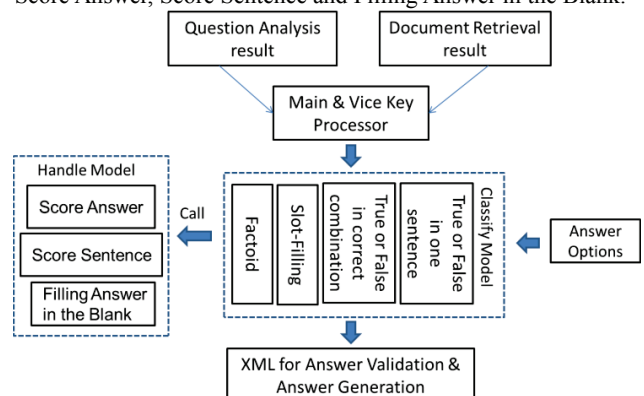 Score Answer, Score Sentence and Filling Answer in the Blank.
Question Analysis
result
Document Retrieval
result
Main & Vice Key
Processor
Handle Model
Score Answer
Score Sentence
Filling Answer
in the Blank
Call
Factoid
Slot-Filling
True or False
in correct
combination
True or False
in one
sentence
Classify Model
Answer
Options
XML for Answer Validation &
Answer Generation